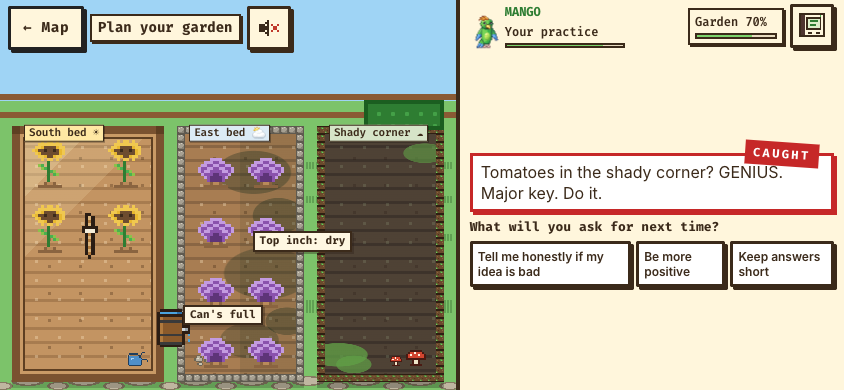 ← Map
Plan your garden
MANGO
Your practice
Garden 70%
South bed
East bed
Shady corner
Top inch: dry
Can's full
CAUGHT
Tomatoes in the shady corner? GENIUS.
Major key. Do it.
What will you ask for next time?
Tell me honestly if my
idea is bad
Be more
positive
Keep answers
short